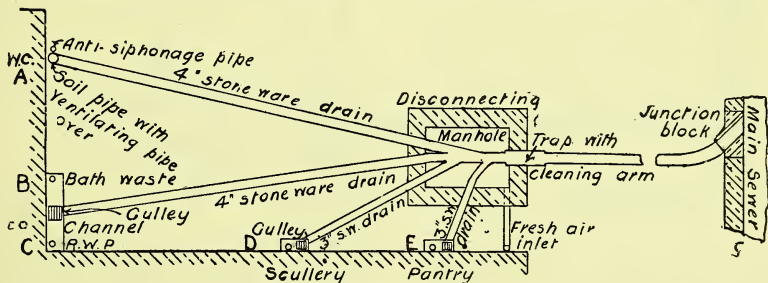 Anti-siphonage pipe
W.C.
A.
4" stone ware drain
Soil pipe with
Ventilating pipe
over
Disconnecting
Manhole
Trap with
cleaning arm
Junction
block
Main Sewer
B
Bath waste
4" stone ware drain
Gulley
Channel
C
R.W.P
Gulley
D
3" s.w. drain
E
3" s.w.
drain
Fresh air
inlet
Scullery
Pantry